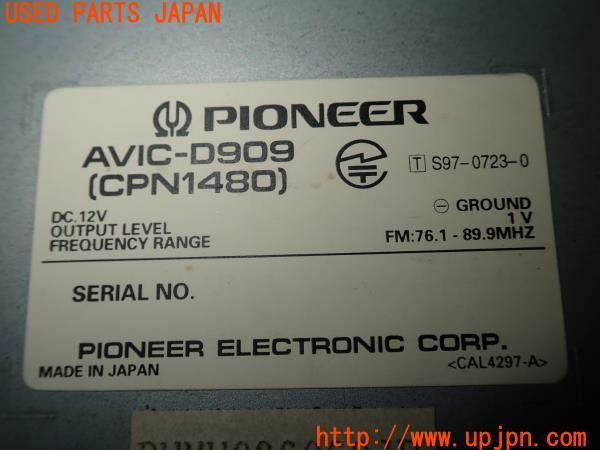 USED PARTS JAPAN
PIONEER
AVIC-D909
(CPN1480)
T S97-0723-0
DC.12V ⊖ GROUND
OUTPUT LEVEL 1 V
FREQUENCY RANGE FM:76.1 - 89.9MHZ
SERIAL NO.
PIONEER ELECTRONIC CORP.
MADE IN JAPAN <CAL4297-A>
www.upjpn.com